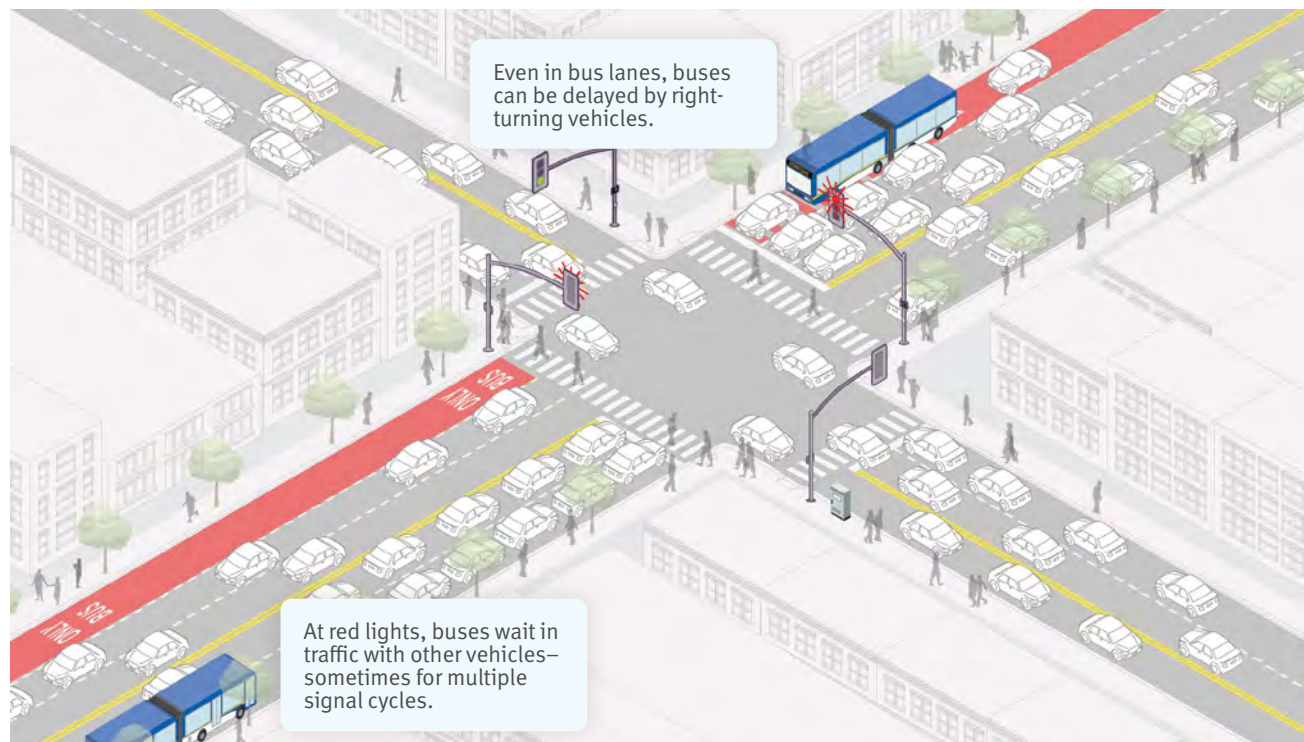 Even in bus lanes, buses
can be delayed by right-
turning vehicles.
BUS
ONLY
BUS
ONLY
At red lights, buses wait in
traffic with other vehicles–
sometimes for multiple
signal cycles.